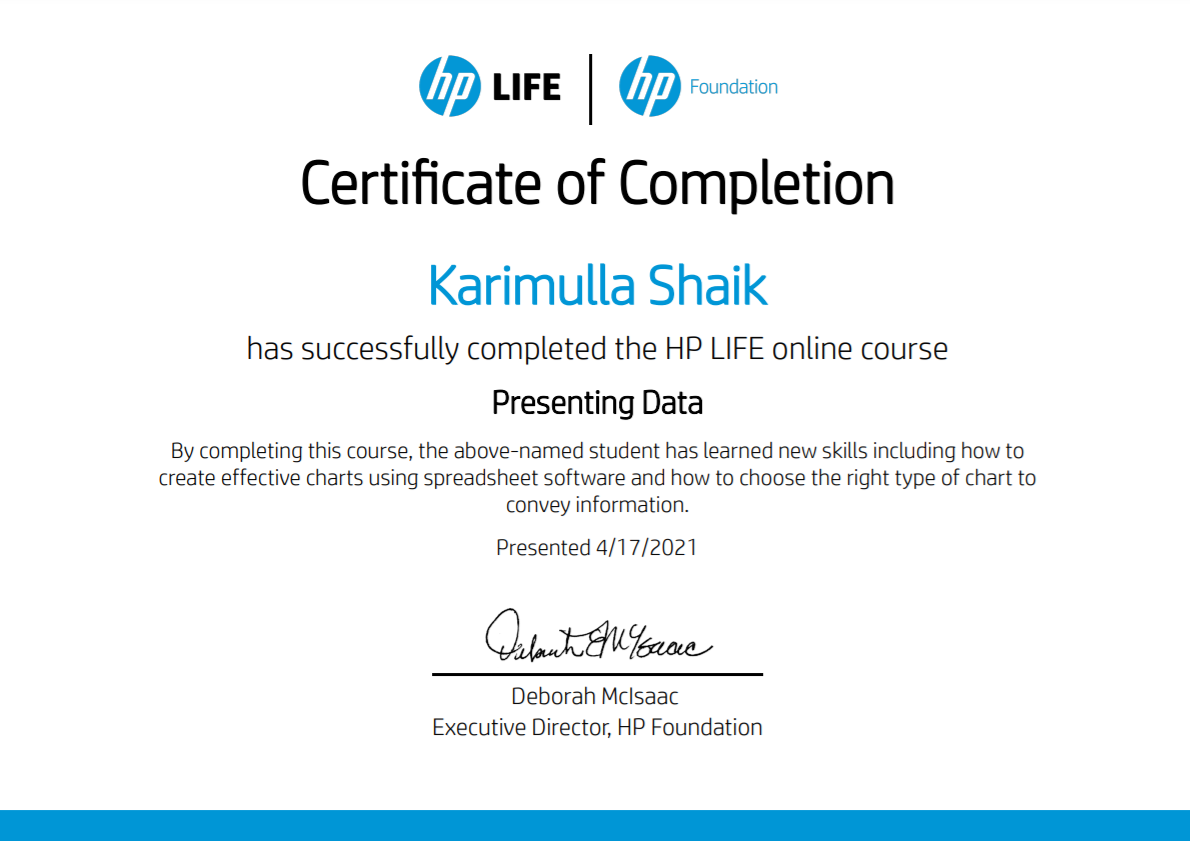 hp LIFE | hp Foundation
Certificate of Completion
Karimulla Shaik
has successfully completed the HP LIFE online course
Presenting Data
By completing this course, the above-named student has learned new skills including how to
create effective charts using spreadsheet software and how to choose the right type of chart to
convey information.
Presented 4/17/2021
Deborah McIsaac
Executive Director, HP Foundation